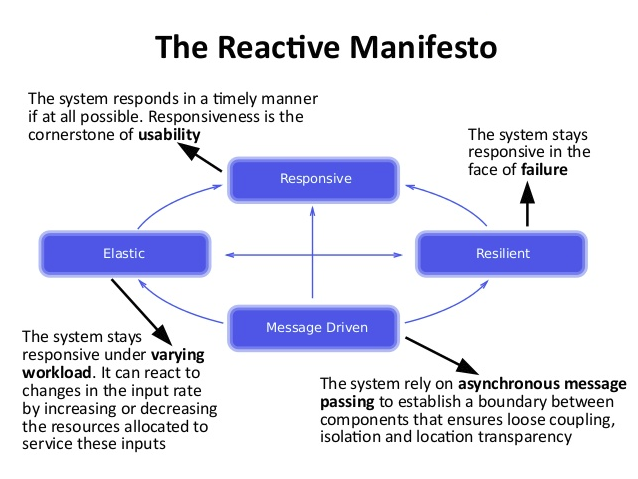 The Reactive Manifesto
The system responds in a timely manner
if at all possible. Responsiveness is the
cornerstone of usability
The system stays
responsive in the
face of failure
Responsive
Elastic
Resilient
Message Driven
The system stays
responsive under varying
workload. It can react to
changes in the input rate
by increasing or decreasing
the resources allocated to
service these inputs
The system rely on asynchronous message
passing to establish a boundary between
components that ensures loose coupling,
isolation and location transparency